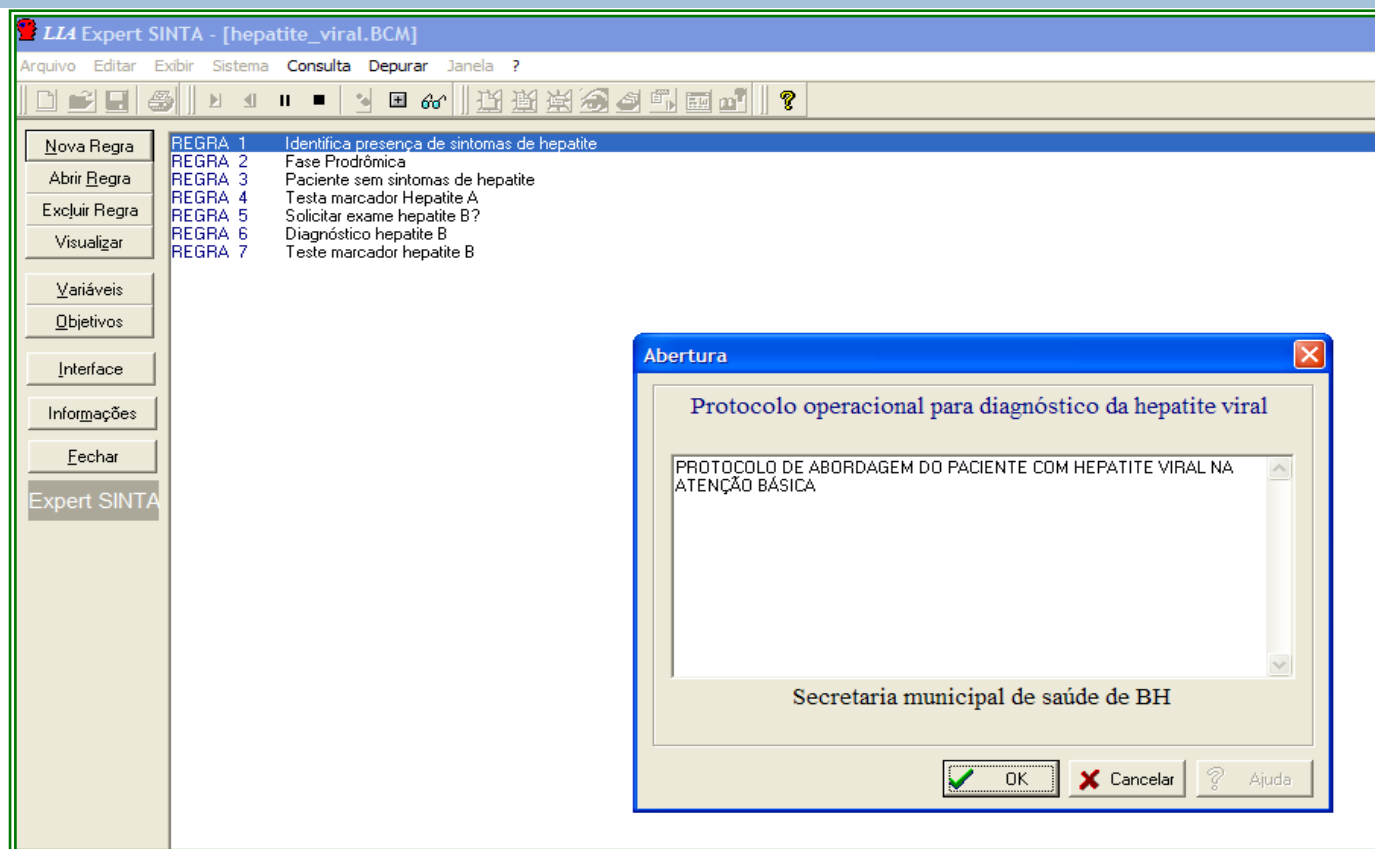 LIA Expert SINTA - [hepatite_viral.BCM]
Arquivo Editar Exibir Sistema Consulta Depurar Janela ?
Nova Regra
Abrir Regra
Excluir Regra
Visualizar
Variáveis
Objetivos
Interface
Informações
Fechar
Expert SINTA
REGRA 1 Identifica presença de sintomas de hepatite
REGRA 2 Fase Prodrômica
REGRA 3 Paciente sem sintomas de hepatite
REGRA 4 Testa marcador Hepatite A
REGRA 5 Solicitar exame hepatite B?
REGRA 6 Diagnóstico hepatite B
REGRA 7 Teste marcador hepatite B
Abertura
Protocolo operacional para diagnóstico da hepatite viral
PROTOCOLO DE ABORDAGEM DO PACIENTE COM HEPATITE VIRAL NA
ATENÇÃO BÁSICA
Secretaria municipal de saúde de BH
OK Cancelar Ajuda